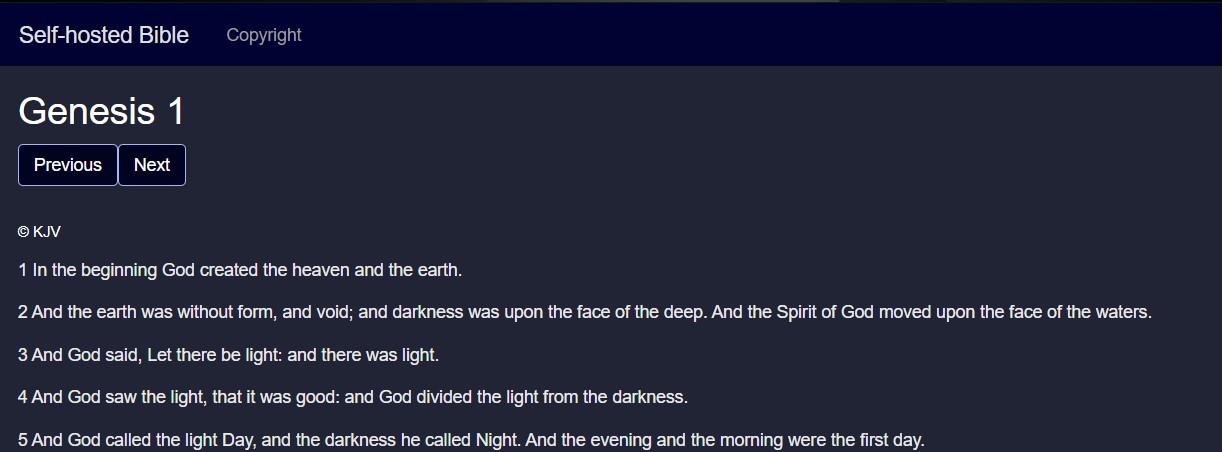 Self-hosted Bible Copyright
Genesis 1
Previous Next
© KJV
1 In the beginning God created the heaven and the earth.
2 And the earth was without form, and void; and darkness was upon the face of the deep. And the Spirit of God moved upon the face of the waters.
3 And God said, Let there be light: and there was light.
4 And God saw the light, that it was good: and God divided the light from the darkness.
5 And God called the light Day, and the darkness he called Night. And the evening and the morning were the first day.